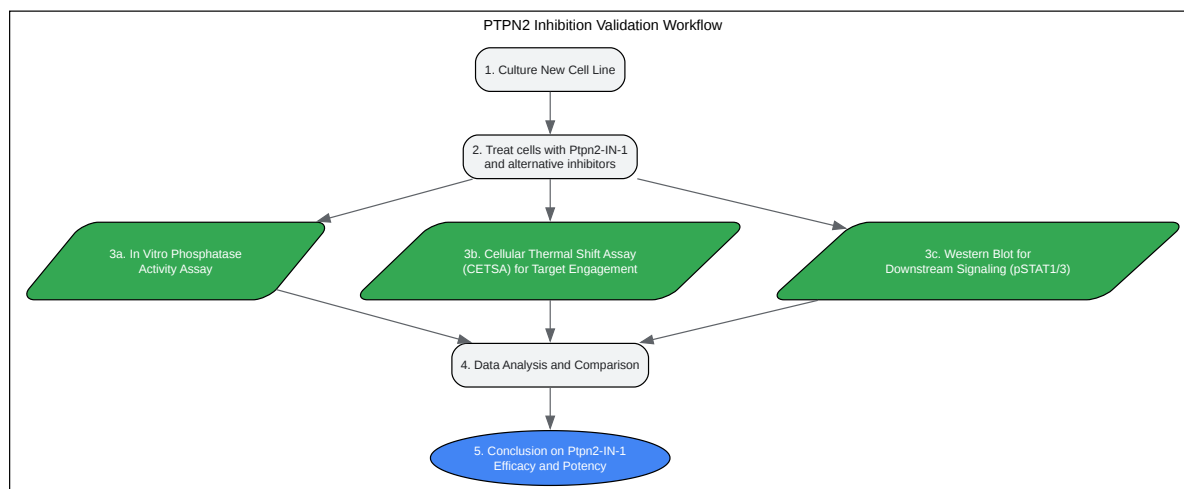 PTPN2 Inhibition Validation Workflow
1. Culture New Cell Line
2. Treat cells with Ptpn2-IN-1
and alternative inhibitors
3a. In Vitro Phosphatase
Activity Assay
3b. Cellular Thermal Shift Assay
(CETSA) for Target Engagement
3c. Western Blot for
Downstream Signaling (pSTAT1/3)
4. Data Analysis and Comparison
5. Conclusion on Ptpn2-IN-1
Efficacy and Potency